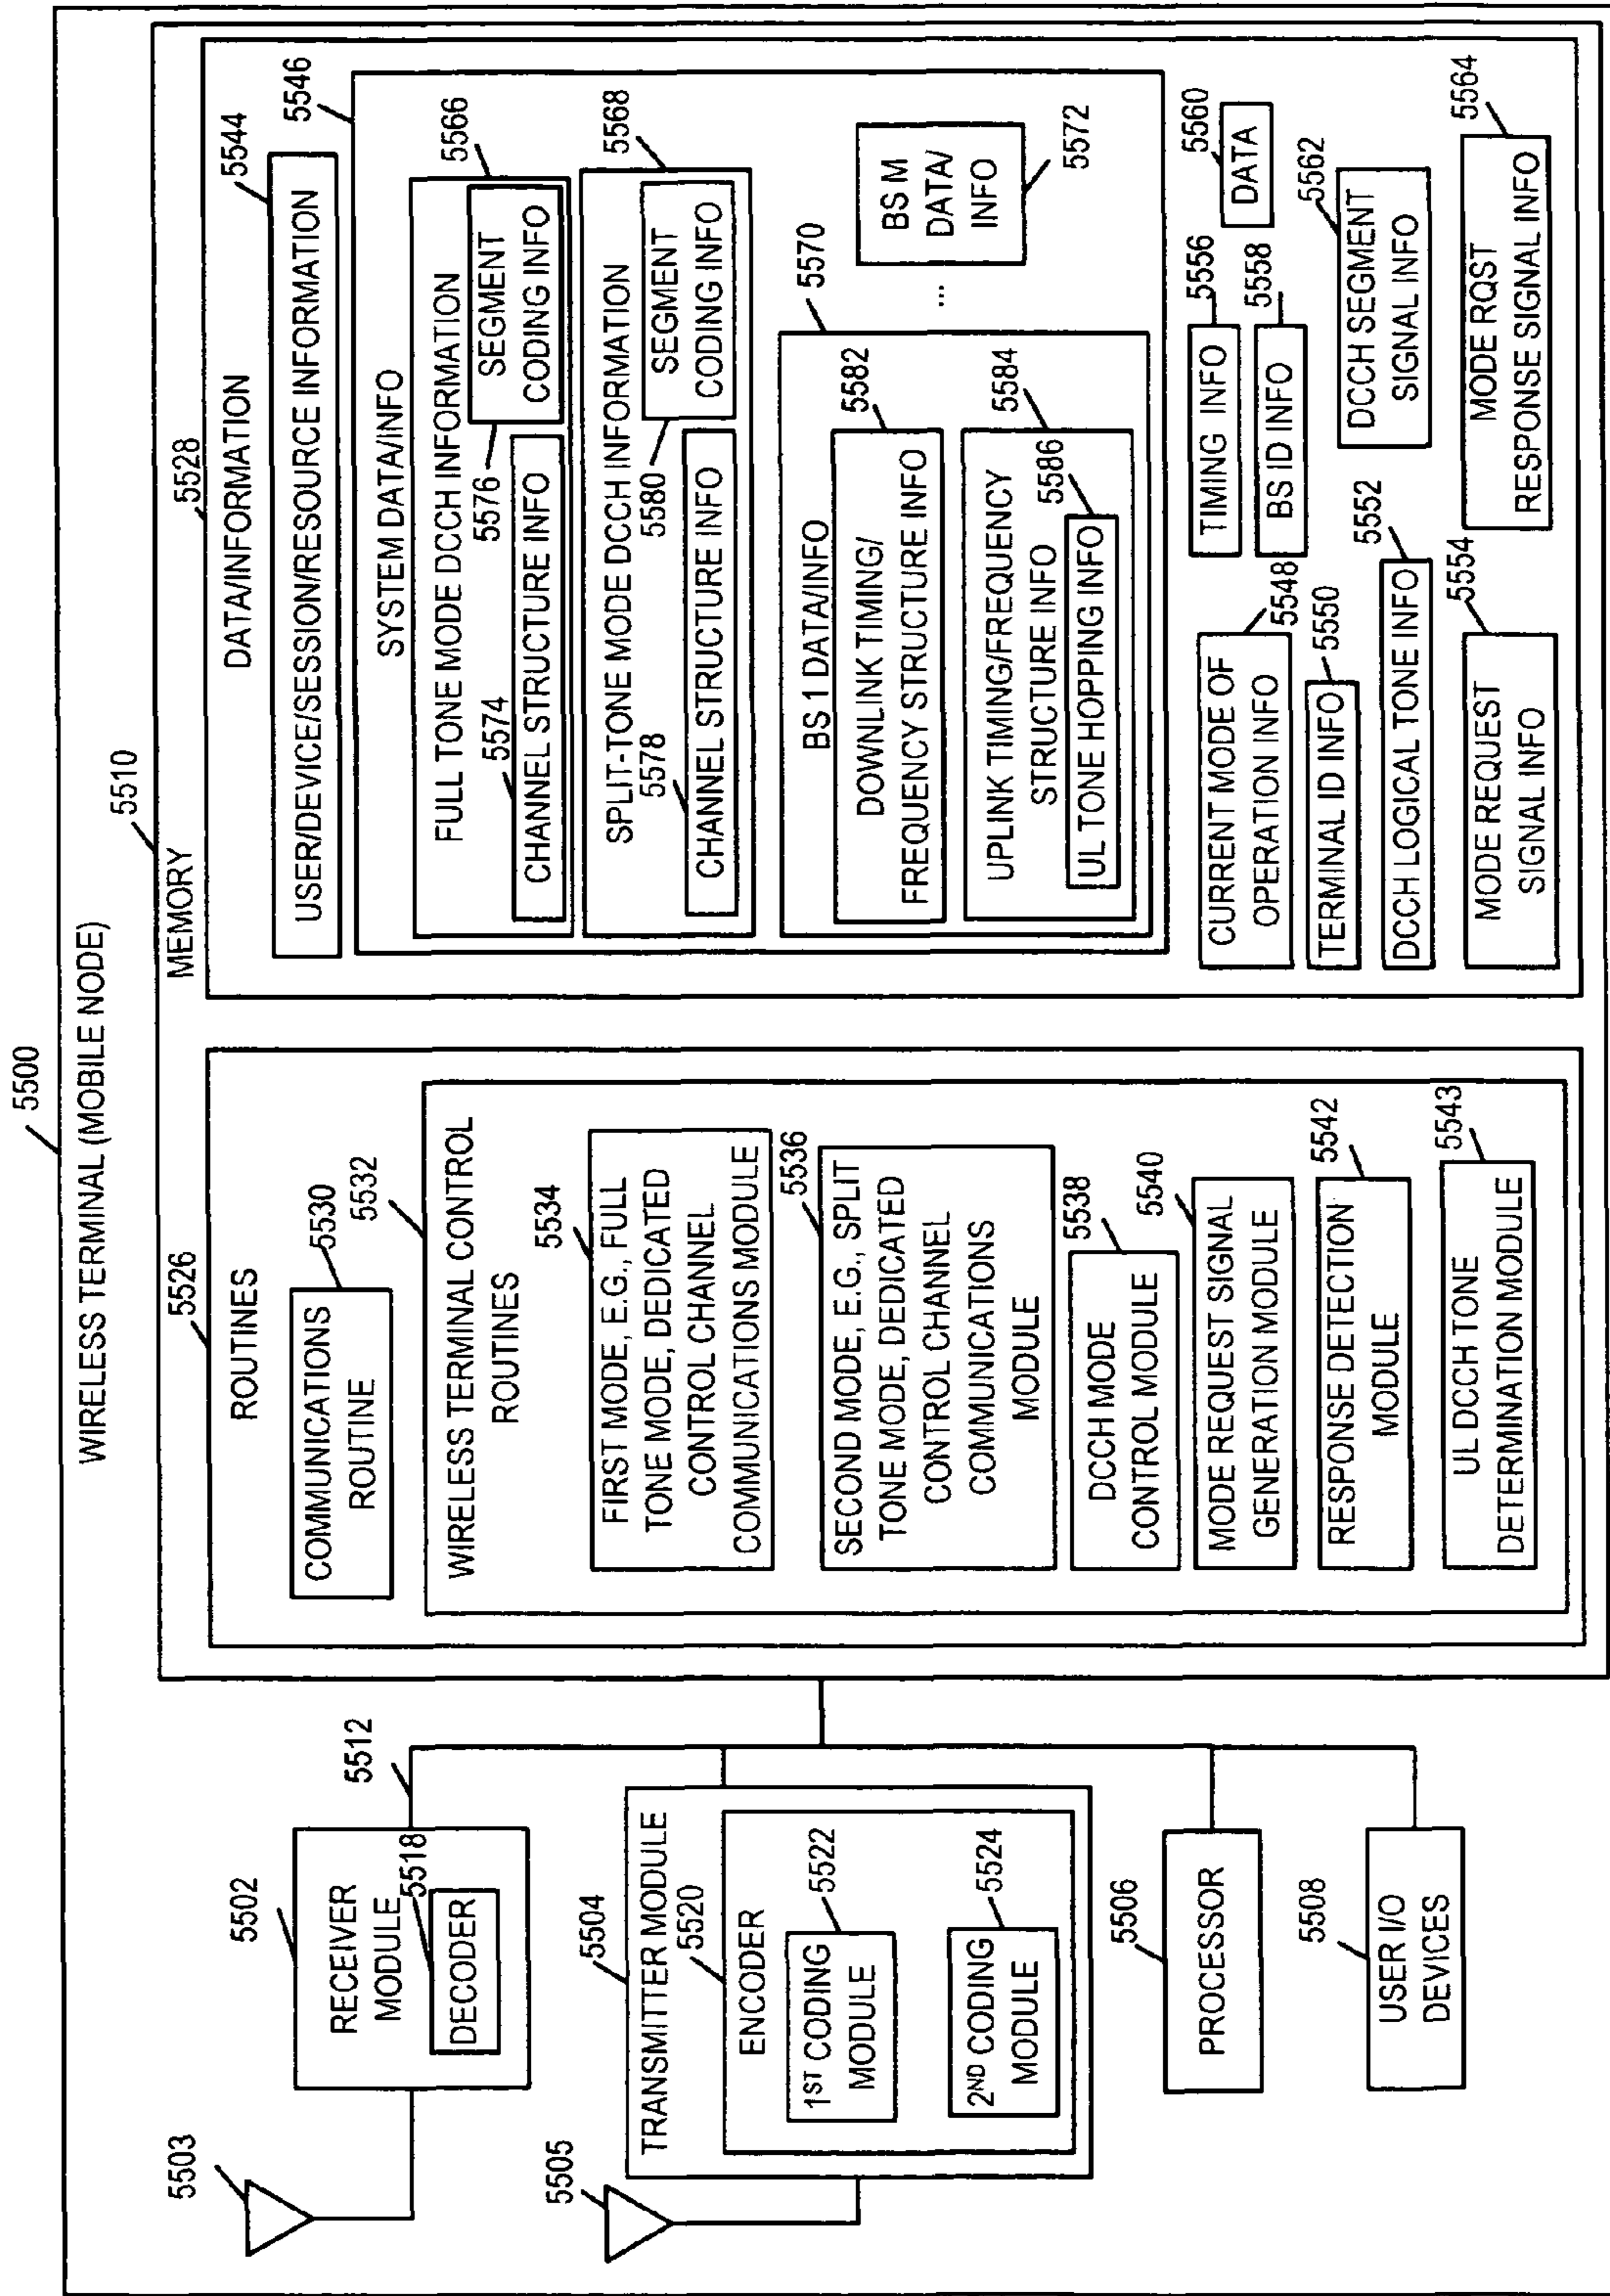 5500
WIRELESS TERMINAL (MOBILE NODE)
5503
5502
RECEIVER
MODULE
5518
DECODER
5512
5505
5504
TRANSMITTER MODULE
5520
ENCODER
5522
1ST CODING
MODULE
5524
2ND CODING
MODULE
5506
PROCESSOR
5508
USER I/O
DEVICES
5510
MEMORY
5526
ROUTINES
5530
COMMUNICATIONS
ROUTINE
5532
WIRELESS TERMINAL CONTROL
ROUTINES
5534
FIRST MODE, E.G., FULL
TONE MODE, DEDICATED
CONTROL CHANNEL
COMMUNICATIONS MODULE
5536
SECOND MODE, E.G., SPLIT
TONE MODE, DEDICATED
CONTROL CHANNEL
COMMUNICATIONS
MODULE
5538
DCCH MODE
CONTROL MODULE
5540
MODE REQUEST SIGNAL
GENERATION MODULE
5542
RESPONSE DETECTION
MODULE
5543
UL DCCH TONE
DETERMINATION MODULE
5528
DATA/INFORMATION
5544
USER/DEVICE/SESSION/RESOURCE INFORMATION
5546
SYSTEM DATA/INFO
5566
FULL TONE MODE DCCH INFORMATION
5574
CHANNEL STRUCTURE INFO
5576
SEGMENT
CODING INFO
5568
SPLIT-TONE MODE DCCH INFORMATION
5578
CHANNEL STRUCTURE INFO
5580
SEGMENT
CODING INFO
5570
BS 1 DATA/INFO
5582
DOWNLINK TIMING/
FREQUENCY STRUCTURE INFO
5584
UPLINK TIMING/FREQUENCY
STRUCTURE INFO
5586
UL TONE HOPPING INFO
...
BS M
DATA/
INFO
5572
CURRENT MODE OF
OPERATION INFO
5548
TIMING INFO
5556
DATA
5560
TERMINAL ID INFO
5550
BS ID INFO
5558
DCCH LOGICAL TONE INFO
5552
DCCH SEGMENT
SIGNAL INFO
5562
MODE REQUEST
SIGNAL INFO
5554
MODE RQST
RESPONSE SIGNAL INFO
5564